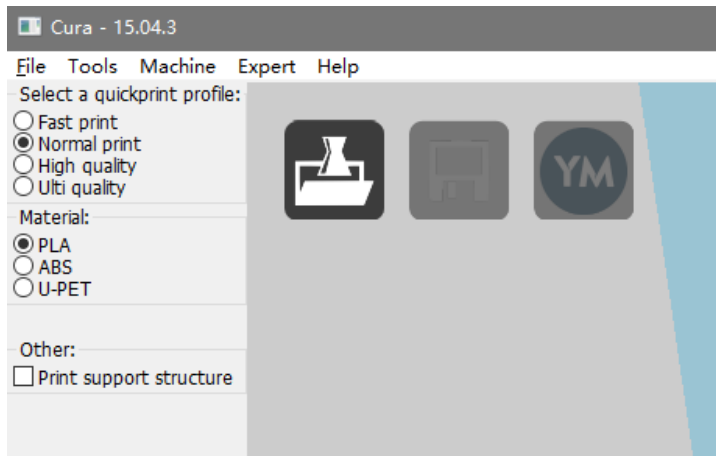 Cura - 15.04.3
File Tools Machine Expert Help
Select a quickprint profile:
Fast print
Normal print
High quality
Ulti quality
Material:
PLA
ABS
U-PET
Other:
Print support structure
YM